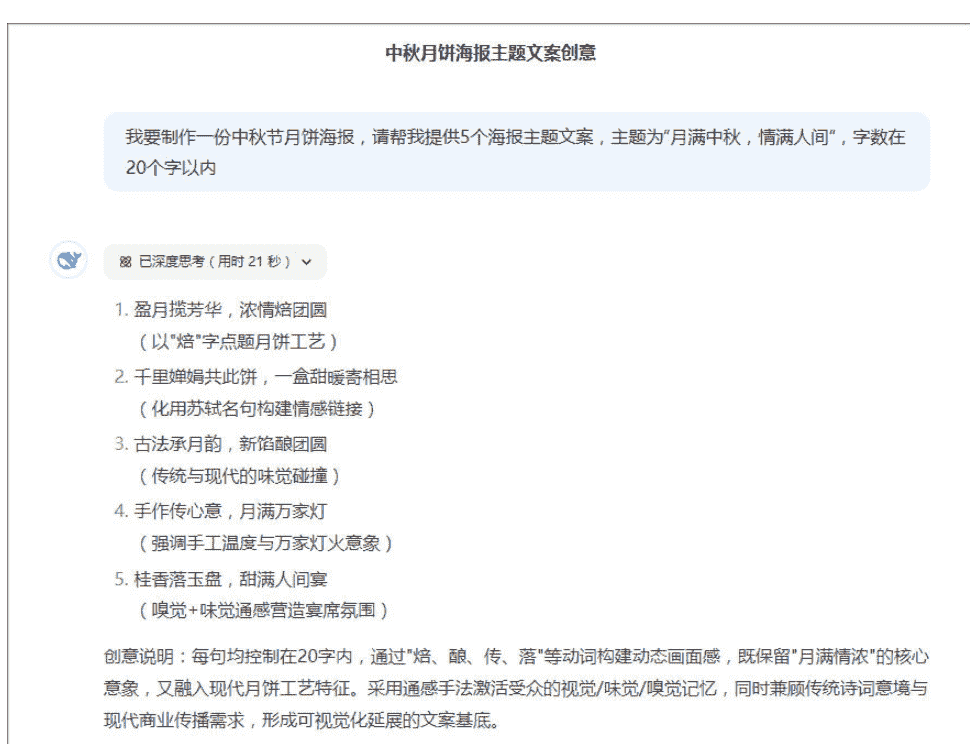 中秋月饼海报主题文案创意
我要制作一份中秋节月饼海报，请帮我提供5个海报主题文案，主题为“月满中秋，情满人间”，字数在
20个字以内
已深度思考（用时 21 秒）
1. 盈月揽芳华，浓情焙团圆
（以"焙"字点题月饼工艺）
2. 千里婵娟共此饼，一盒甜暖寄相思
（化用苏轼名句构建情感链接）
3. 古法承月韵，新馅酿团圆
（传统与现代的味觉碰撞）
4. 手作传心意，月满万家灯
（强调手工温度与万家灯火意象）
5. 桂香落玉盘，甜满人间宴
（嗅觉+味觉通感营造宴席氛围）
创意说明：每句均控制在20字内，通过"焙、酿、传、落"等动词构建动态画面感，既保留"月满情浓"的核心
意象，又融入现代月饼工艺特征。采用通感手法激活受众的视觉/味觉/嗅觉记忆，同时兼顾传统诗词意境与
现代商业传播需求，形成可视觉化延展的文案基底。